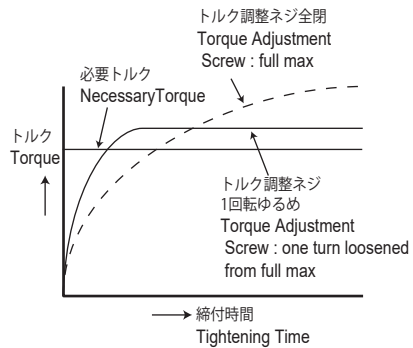 トルク調整ネジ全閉
Torque Adjustment
Screw : full max
必要トルク
NecessaryTorque
トルク
Torque
トルク調整ネジ
1回転ゆるめ
Torque Adjustment
Screw : one turn loosened
from full max
締付時間
Tightening Time